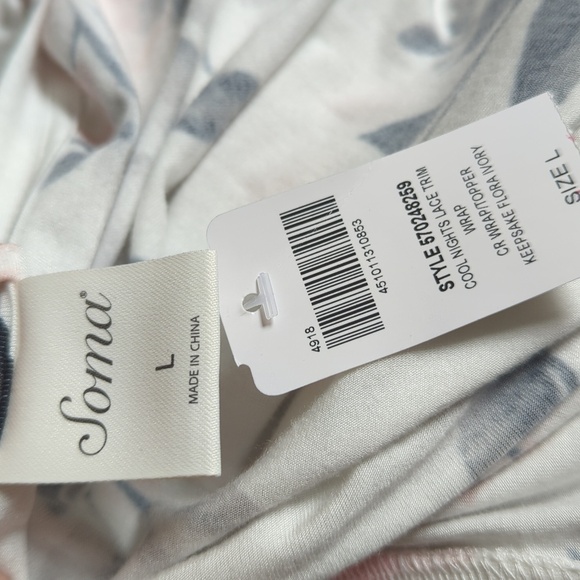 Soma®
L
MADE IN CHINA
4918
451011310853
STYLE 570248259
COOL NIGHTS LACE TRIM
WRAP
CR WRAP/TOPPER
KEEPSAKE FLORA IVORY
SIZE L